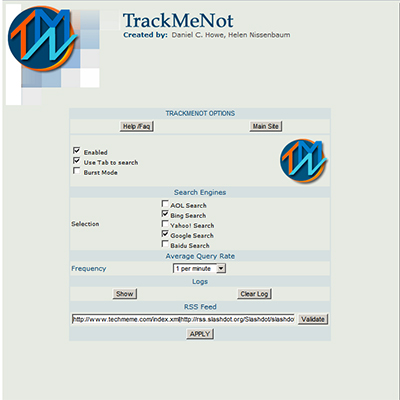 TMN
TrackMeNot
Created by: Daniel C. Howe, Helen Nissenbaum
TRACKMENOT OPTIONS
Help /Faq Main Site
Enabled
Use Tab to search
Burst Mode
TMN
Search Engines
Selection
AOL Search
Bing Search
Yahoo! Search
Google Search
Baidu Search
Average Query Rate
Frequency 1 per minute
Logs
Show Clear Log
RSS Feed
http://www.techmeme.com/index.xml|http://rss.slashdot.org/Slashdot/slashdot Validate
APPLY